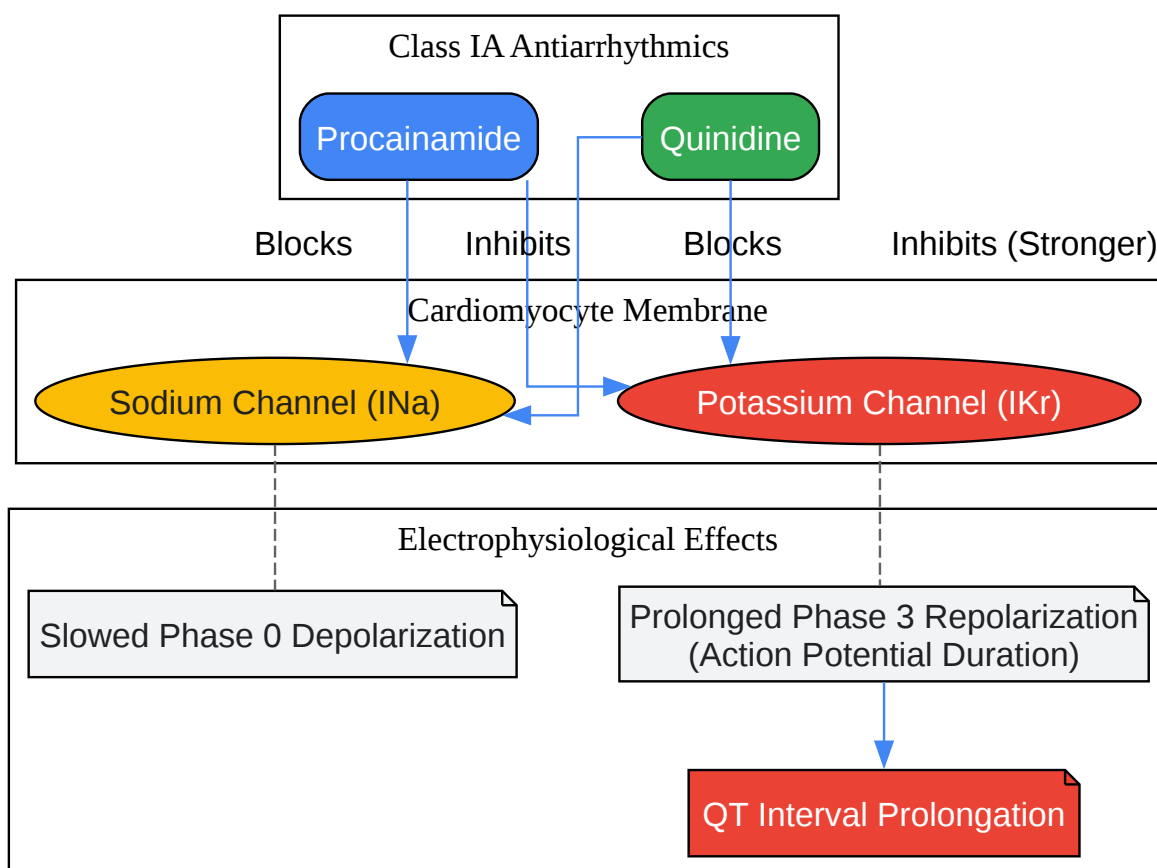 Class IA Antiarrhythmics
Procainamide
Quinidine
Blocks
Inhibits
Blocks
Inhibits (Stronger)
Cardiomyocyte Membrane
Sodium Channel (INa)
Potassium Channel (IKr)
Electrophysiological Effects
Slowed Phase 0 Depolarization
Prolonged Phase 3 Repolarization
(Action Potential Duration)
QT Interval Prolongation